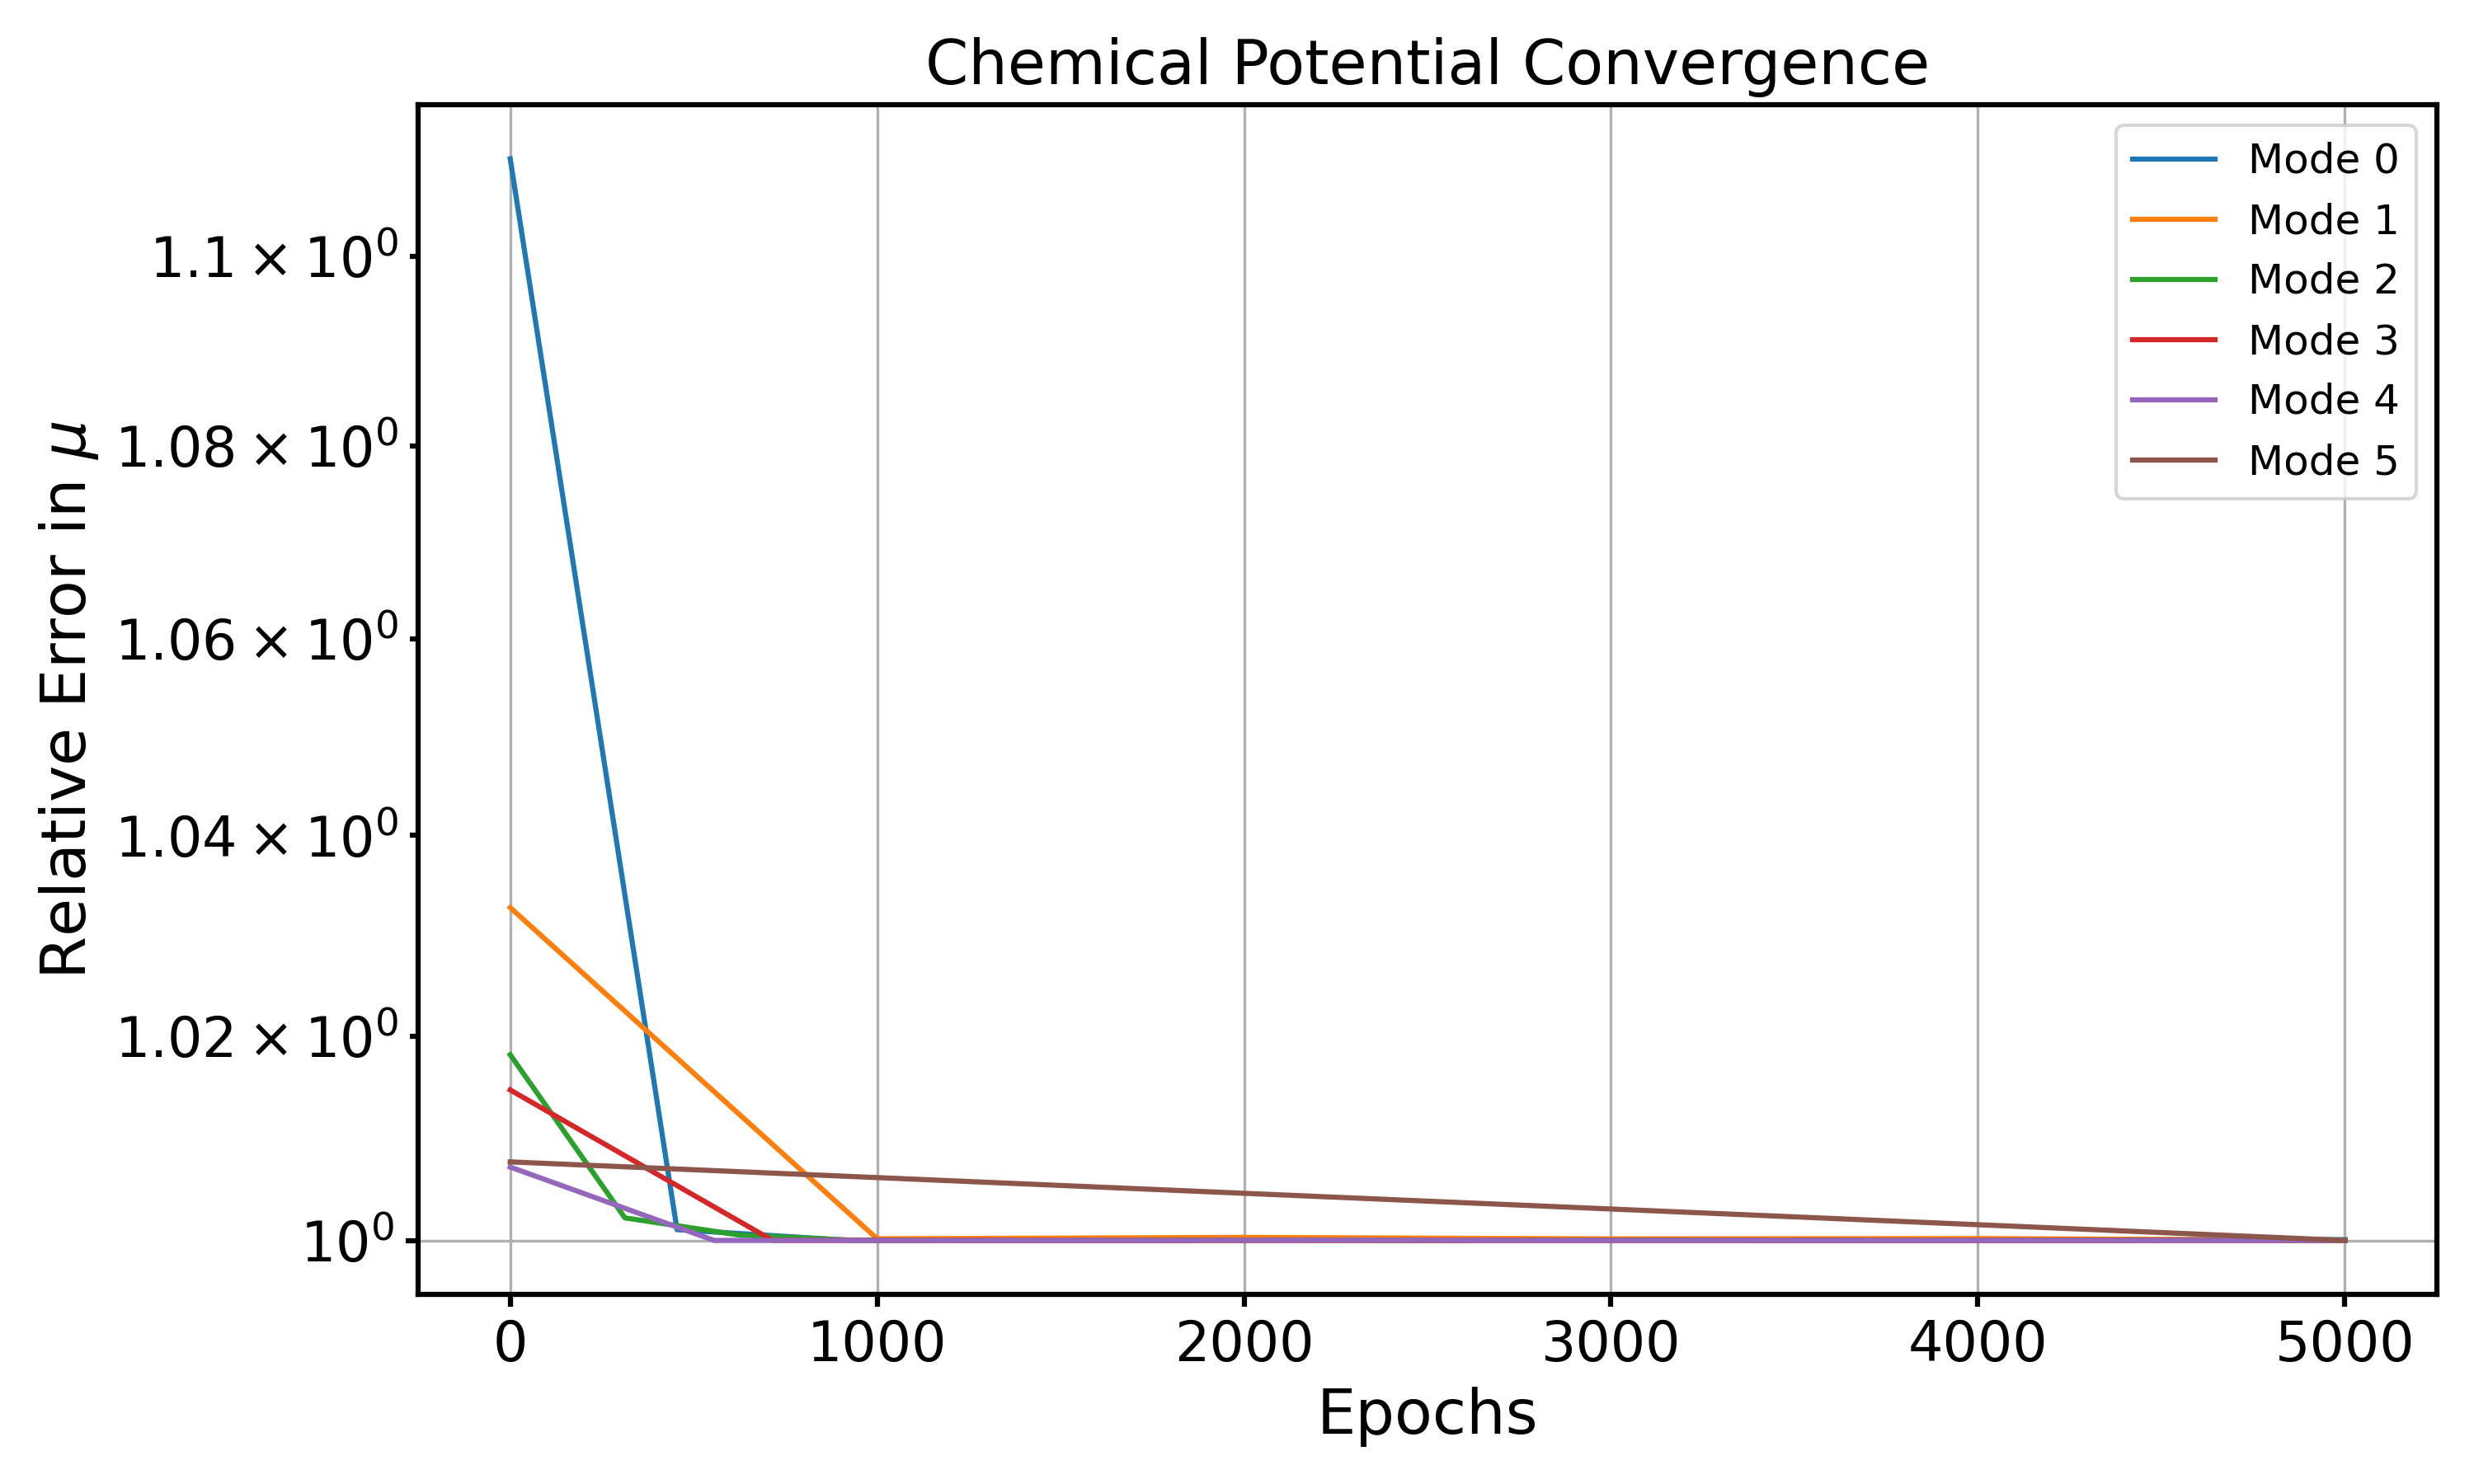 Chemical Potential Convergence
Relative Error in μ
1.1 × 10⁰
1.08 × 10⁰
1.06 × 10⁰
1.04 × 10⁰
1.02 × 10⁰
10⁰
Mode 0
Mode 1
Mode 2
Mode 3
Mode 4
Mode 5
0 1000 2000 3000 4000 5000
Epochs